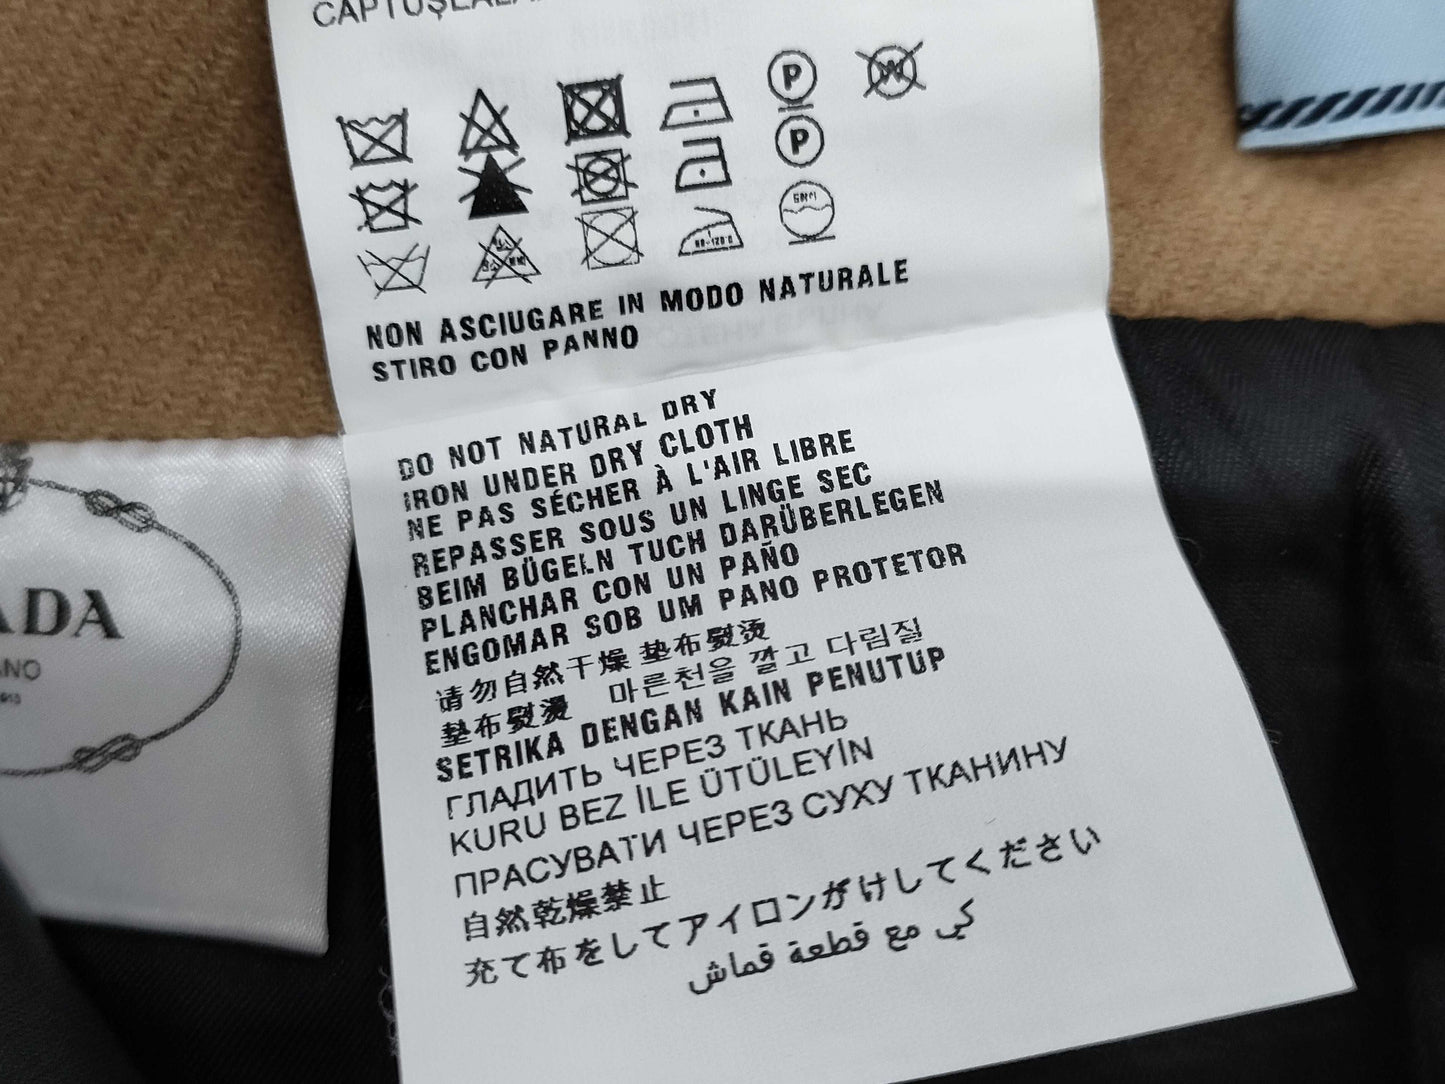 P
P
NON ASCIUGARE IN MODO NATURALE
STIRO CON PANNO
DO NOT NATURAL DRY
IRON UNDER DRY CLOTH
NE PAS SÉCHER À L'AIR LIBRE
REPASSER SOUS UN LINGE SEC
BEIM BÜGELN TUCH DARÜBERLEGEN
PLANCHAR CON UN PAÑO
ENGOMAR SOB UM PANO PROTETOR
请勿自然干燥 垫布熨烫
墊布熨燙 마른천을 깔고 다림질
SETRIKA DENGAN KAIN PENUTUP
ГЛАДИТЬ ЧЕРЕЗ ТКАНЬ
KURU BEZ İLE ÜTÜLEYİN
ПРАСУВАТИ ЧЕРЕЗ СУХУ ТКАНИНУ
自然乾燥禁止
充て布をしてアイロンがけしてください
كي مع قطعة قماش
ADA
ANO